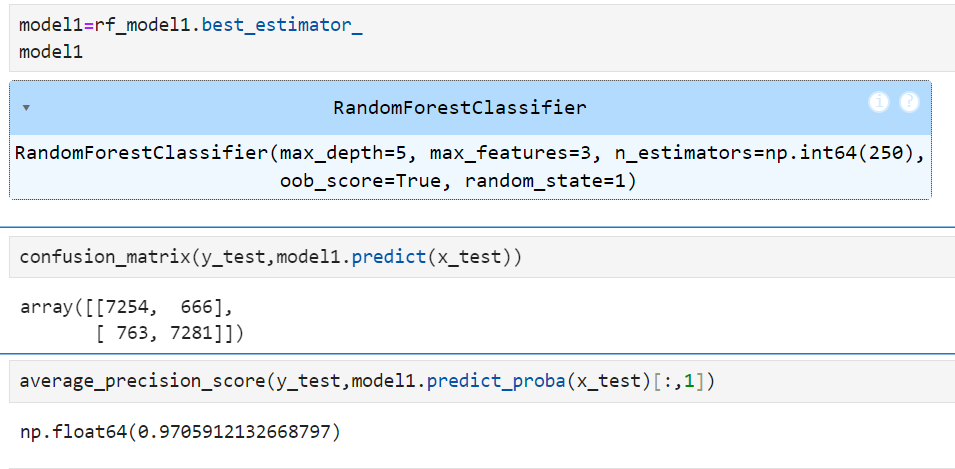 model1=rf_model1.best_estimator_
model1
RandomForestClassifier
i ?
RandomForestClassifier(max_depth=5, max_features=3, n_estimators=np.int64(250),
oob_score=True, random_state=1)
confusion_matrix(y_test,model1.predict(x_test))
array([[7254,  666],
[ 763, 7281]])
average_precision_score(y_test,model1.predict_proba(x_test)[:,1])
np.float64(0.9705912132668797)